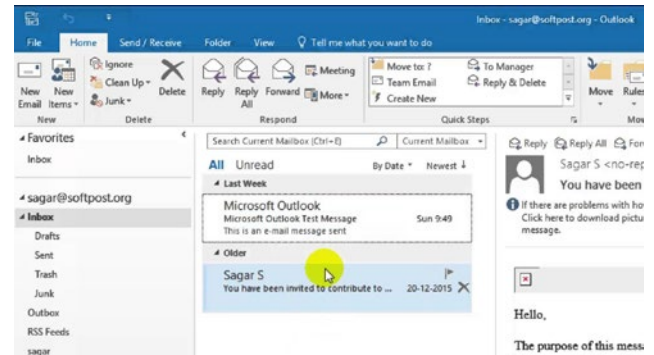 Inbox - sagar@softpost.org - Outlook
File Home Send / Receive Folder View Tell me what you want to do
Ignore
Clean Up
Junk
Delete
New Email
New Items
Reply
Reply All
Forward
Meeting
More
Move to: ?
Team Email
Create New
To Manager
Reply & Delete
Move
Rules
New Delete Respond Quick Steps Mov
Favorites
Inbox
sagar@softpost.org
Inbox
Drafts
Sent
Trash
Junk
Outbox
RSS Feeds
sagar
Search Current Mailbox (Ctrl+E) Current Mailbox
All Unread By Date Newest
Last Week
Microsoft Outlook
Microsoft Outlook Test Message Sun 9:49
This is an e-mail message sent
Older
Sagar S
You have been invited to contribute to ... 20-12-2015
Reply Reply All For
Sagar S <no-rep
You have been
If there are problems with ho
Click here to download pictu
message.
Hello,
The purpose of this messa